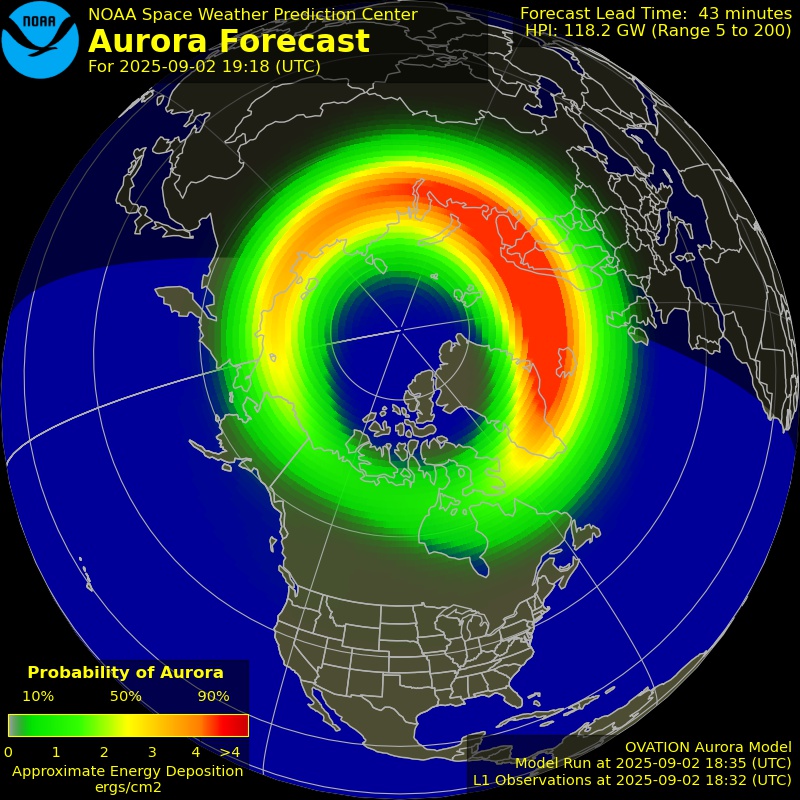 NOAA
NOAA Space Weather Prediction Center
Aurora Forecast
For 2025-09-02 19:18 (UTC)
Forecast Lead Time: 43 minutes
HPI: 118.2 GW (Range 5 to 200)
Probability of Aurora
10% 50% 90%
0 1 2 3 4 >4
Approximate Energy Deposition
ergs/cm2
OVATION Aurora Model
Model Run at 2025-09-02 18:35 (UTC)
L1 Observations at 2025-09-02 18:32 (UTC)